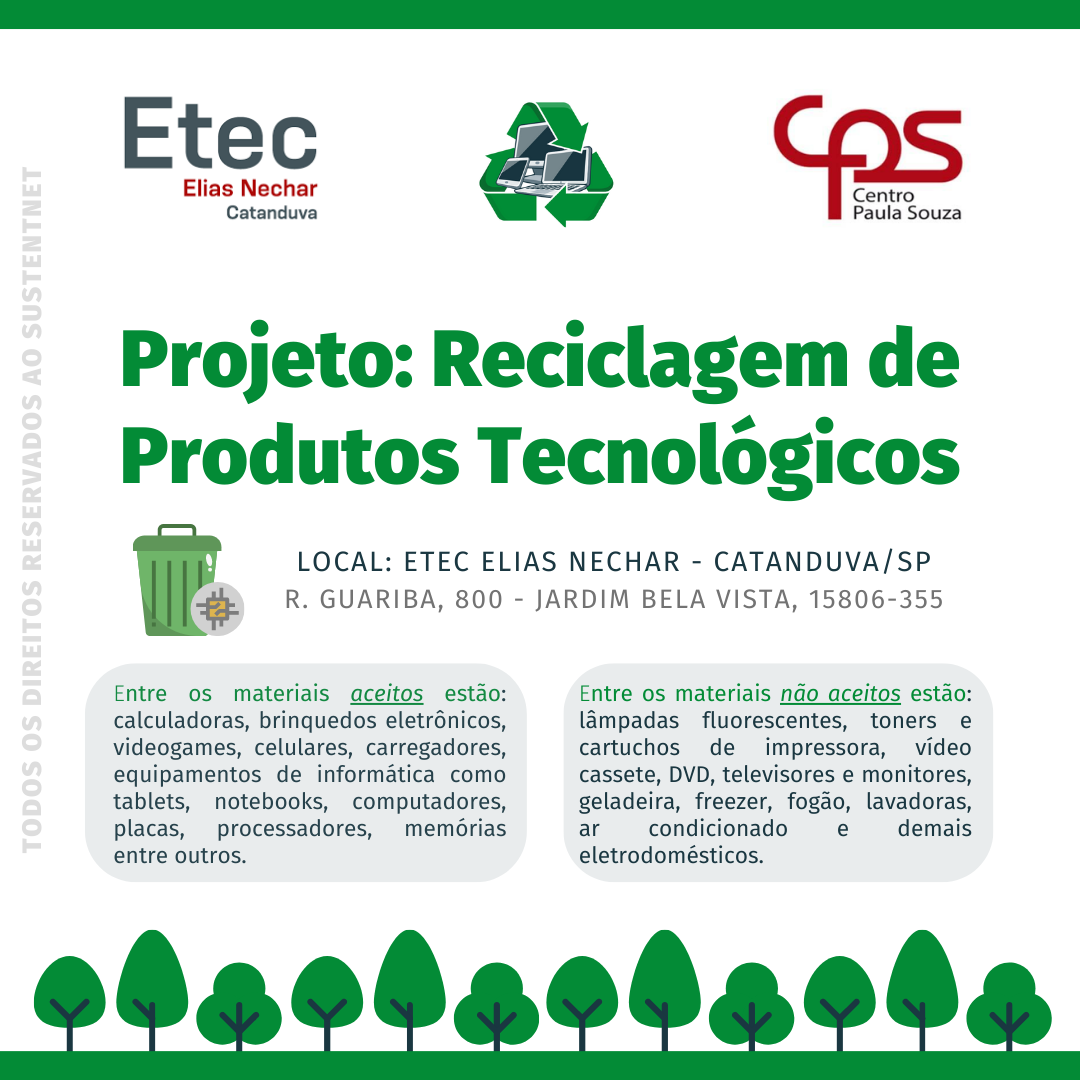 Etec
Elias Nechar
Catanduva
cps
Centro
Paula Souza
TODOS OS DIREITOS RESERVADOS AO SUSTENTNET
Projeto: Reciclagem de
Produtos Tecnológicos
LOCAL: ETEC ELIAS NECHAR - CATANDUVA/SP
R. GUARIBA, 800 - JARDIM BELA VISTA, 15806-355
Entre os materiais aceitos estão:
calculadoras, brinquedos eletrônicos,
videogames, celulares, carregadores,
equipamentos de informática como
tablets, notebooks, computadores,
placas, processadores, memórias
entre outros.
Entre os materiais não aceitos estão:
lâmpadas fluorescentes, toners e
cartuchos de impressora, vídeo
cassete, DVD, televisores e monitores,
geladeira, freezer, fogão, lavadoras,
ar condicionado e demais
eletrodomésticos.